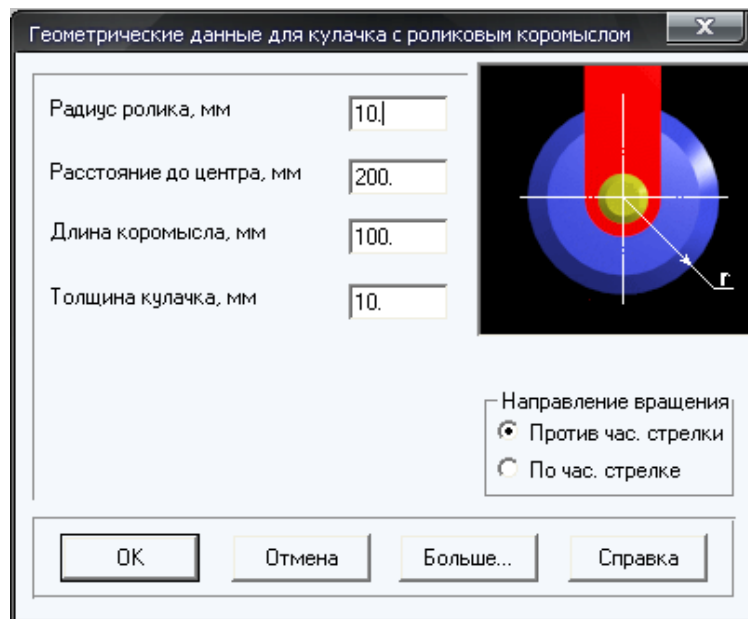 Геометрические данные для кулачка с роликовым коромыслом
Радиус ролика, мм 10.
Расстояние до центра, мм 200.
Длина коромысла, мм 100.
Толщина кулачка, мм 10.
r
Направление вращения
Против час. стрелки
По час. стрелке
OK Отмена Больше... Справка